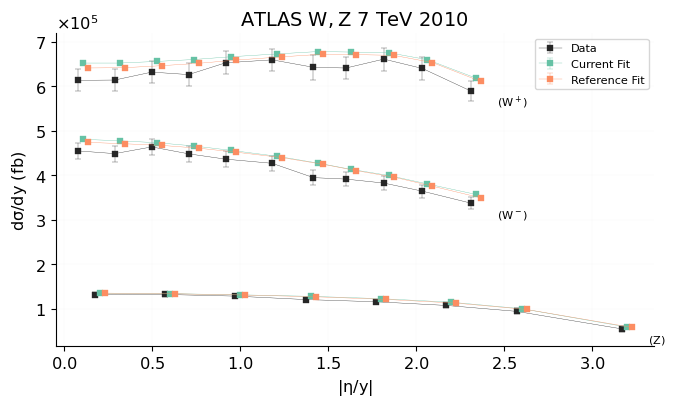 ATLAS W, Z 7 TeV 2010
×10⁵
7
6
5
4
3
2
1
dσ/dy (fb)
Data
Current Fit
Reference Fit
(W⁺)
(W⁻)
(Z)
0.0 0.5 1.0 1.5 2.0 2.5 3.0
|η/y|